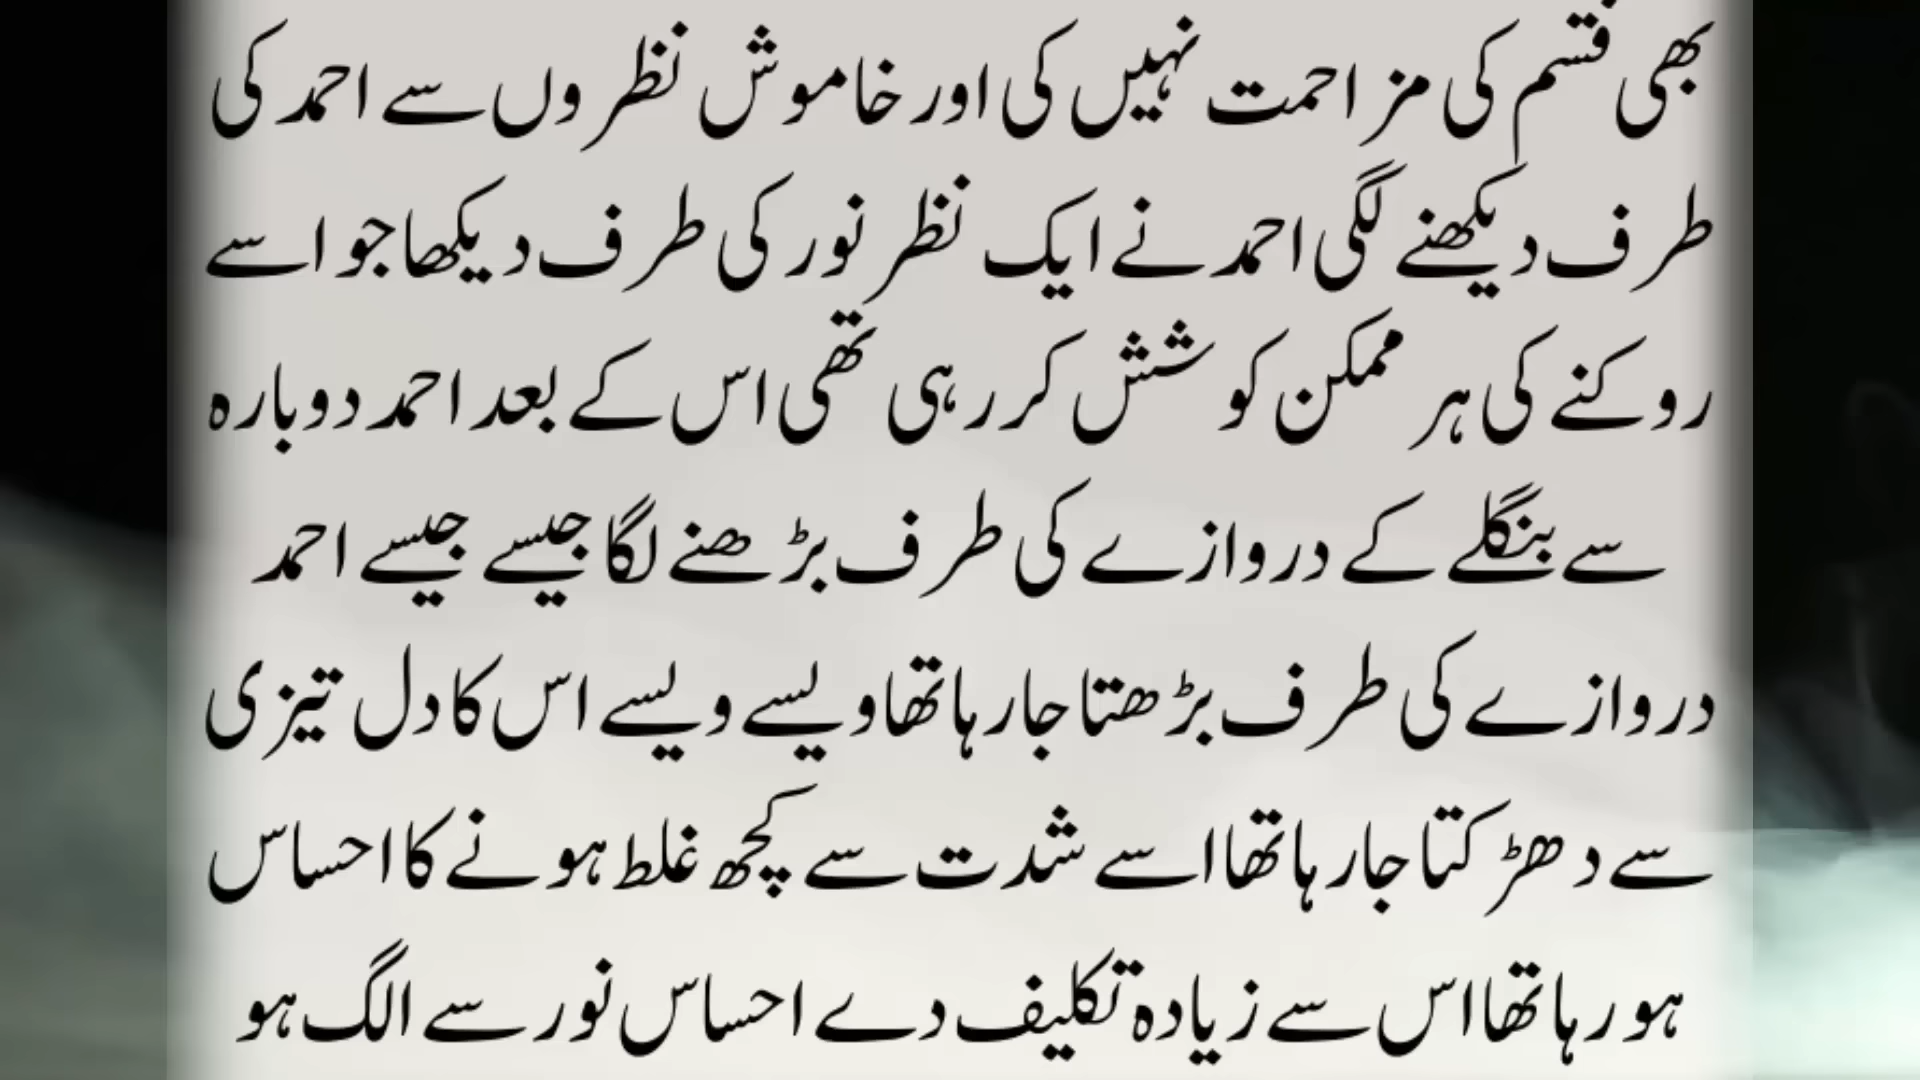 بھی قسم کی مزاحمت نہیں کی اور خاموش نظروں سے احمد کی
طرف دیکھنے لگی احمد نے ایک نظر نور کی طرف دیکھا جو اسے
روکنے کی ہر ممکن کوشش کر رہی تھی اس کے بعد احمد دوبارہ
سے بنگلے کے دروازے کی طرف بڑھنے لگا جیسے جیسے احمد
دروازے کی طرف بڑھتا جا رہا تھا ویسے ویسے اس کا دل تیزی
سے دھڑکتا جا رہا تھا اسے شدت سے کچھ غلط ہونے کا احساس
ہو رہا تھا اس سے زیادہ تکلیف دے احساس نور سے الگ ہو